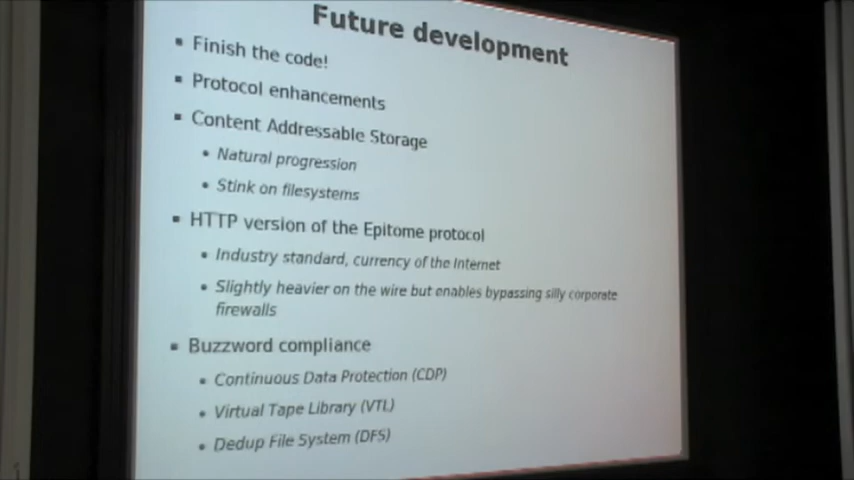 Future development
Finish the code!
Protocol enhancements
Content Addressable Storage
Natural progression
Stink on filesystems
HTTP version of the Epitome protocol
Industry standard, currency of the Internet
Slightly heavier on the wire but enables bypassing silly corporate
firewalls
Buzzword compliance
Continuous Data Protection (CDP)
Virtual Tape Library (VTL)
Dedup File System (DFS)